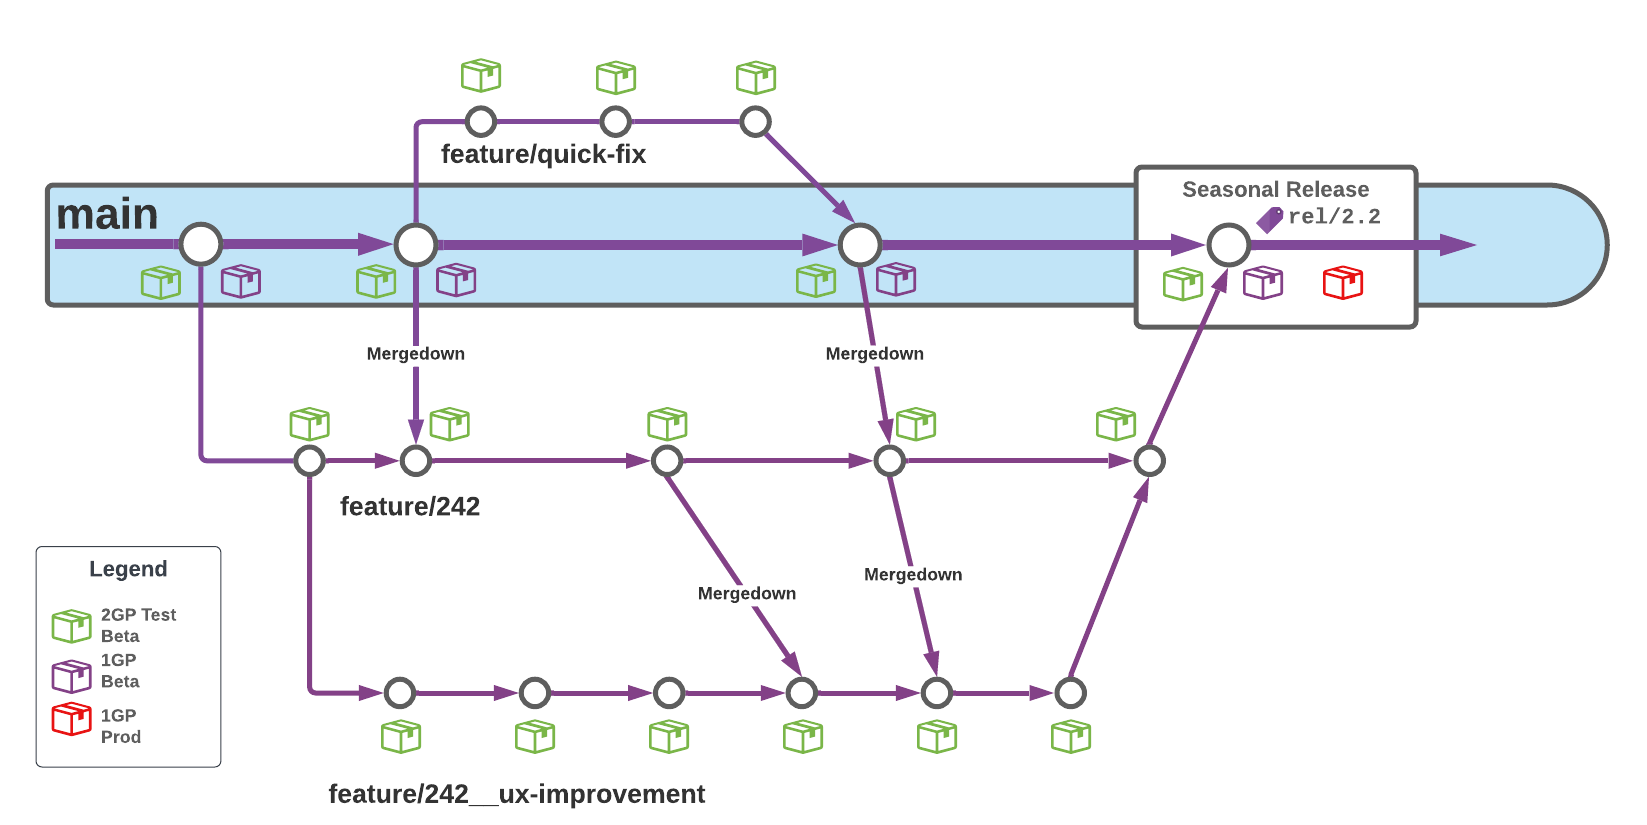 feature/quick-fix
main
Seasonal Release
rel/2.2
Mergedown
Mergedown
feature/242
Mergedown
Mergedown
Legend
2GP Test
Beta
1GP
Beta
1GP
Prod
feature/242__ux-improvement